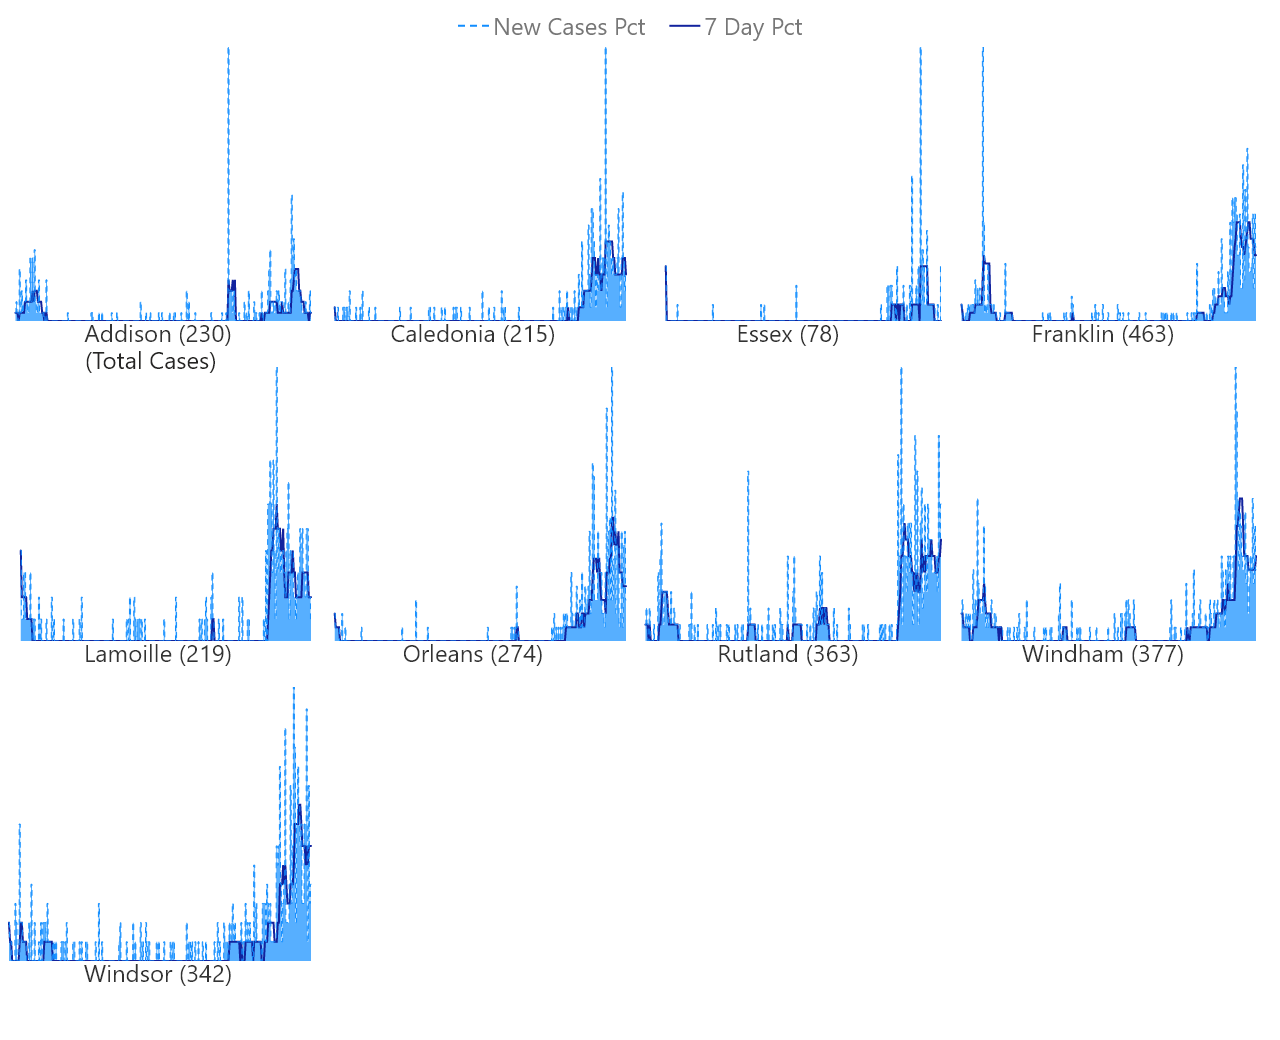 New Cases Pct 7 Day Pct
Addison (230)
(Total Cases)
Caledonia (215)
Essex (78)
Franklin (463)
Lamoille (219)
Orleans (274)
Rutland (363)
Windham (377)
Windsor (342)